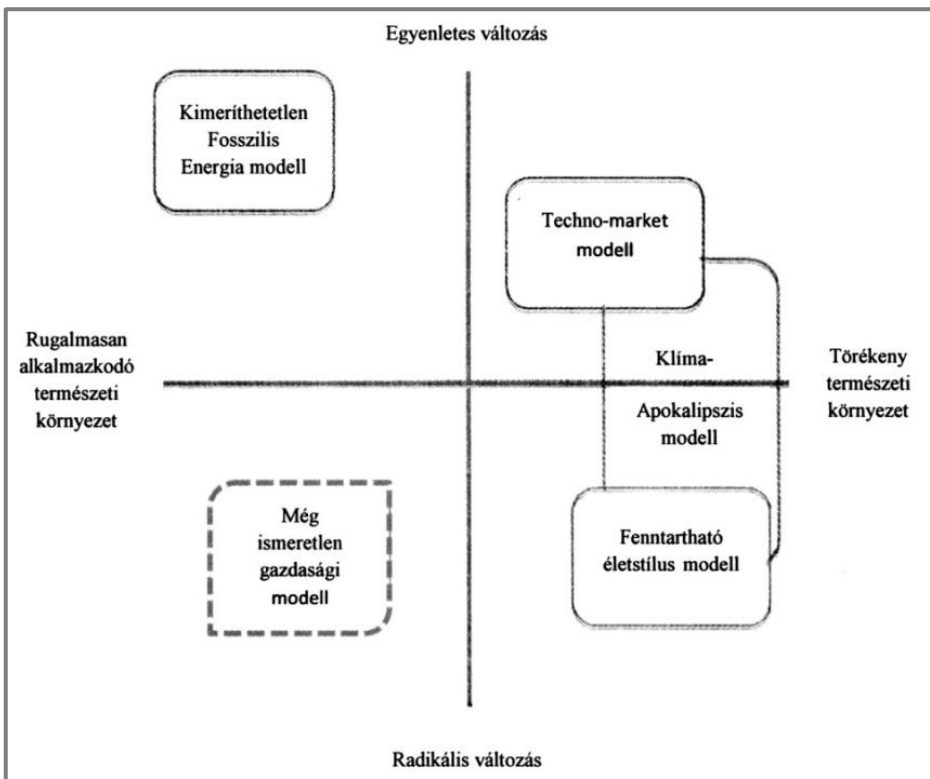 Egyenletes változás
Kimeríthetetlen
Fosszilis
Energia modell
Techno-market
modell
Rugalmasan
alkalmazkodó
természeti
környezet
Klíma-
Apokalipszis
modell
Törékeny
természeti
környezet
Még
ismeretlen
gazdasági
modell
Fenntartható
életstílus modell
Radikális változás